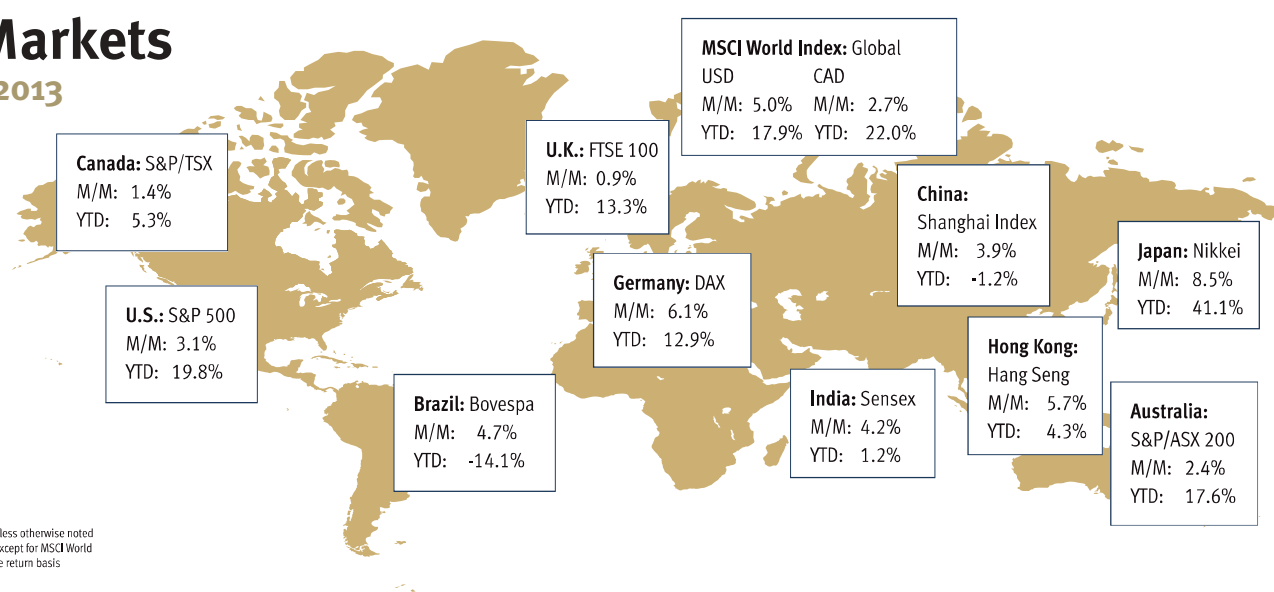 Markets
2013
MSCI World Index: Global
USD CAD
M/M: 5.0% M/M: 2.7%
YTD: 17.9% YTD: 22.0%
Canada: S&P/TSX
M/M: 1.4%
YTD: 5.3%
U.K.: FTSE 100
M/M: 0.9%
YTD: 13.3%
China:
Shanghai Index
M/M: 3.9%
YTD: -1.2%
Japan: Nikkei
M/M: 8.5%
YTD: 41.1%
U.S.: S&P 500
M/M: 3.1%
YTD: 19.8%
Germany: DAX
M/M: 6.1%
YTD: 12.9%
Hong Kong:
Hang Seng
M/M: 5.7%
YTD: 4.3%
Brazil: Bovespa
M/M: 4.7%
YTD: -14.1%
India: Sensex
M/M: 4.2%
YTD: 1.2%
Australia:
S&P/ASX 200
M/M: 2.4%
YTD: 17.6%
less otherwise noted
xcept for MSCI World
e return basis